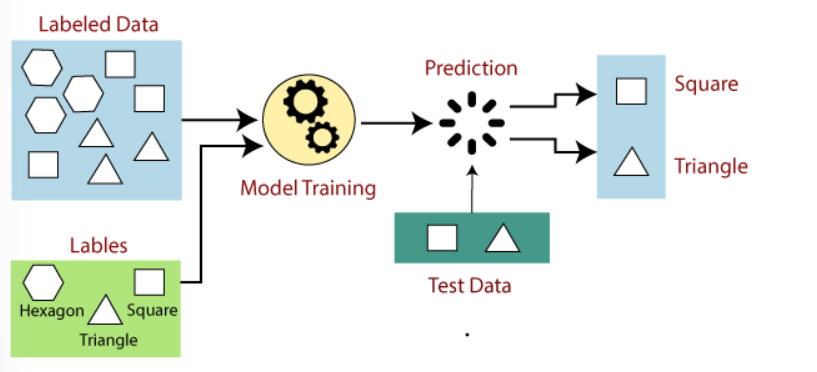 Labeled Data
Prediction
Square
Model Training
Triangle
Lables
Hexagon
Square
Triangle
Test Data